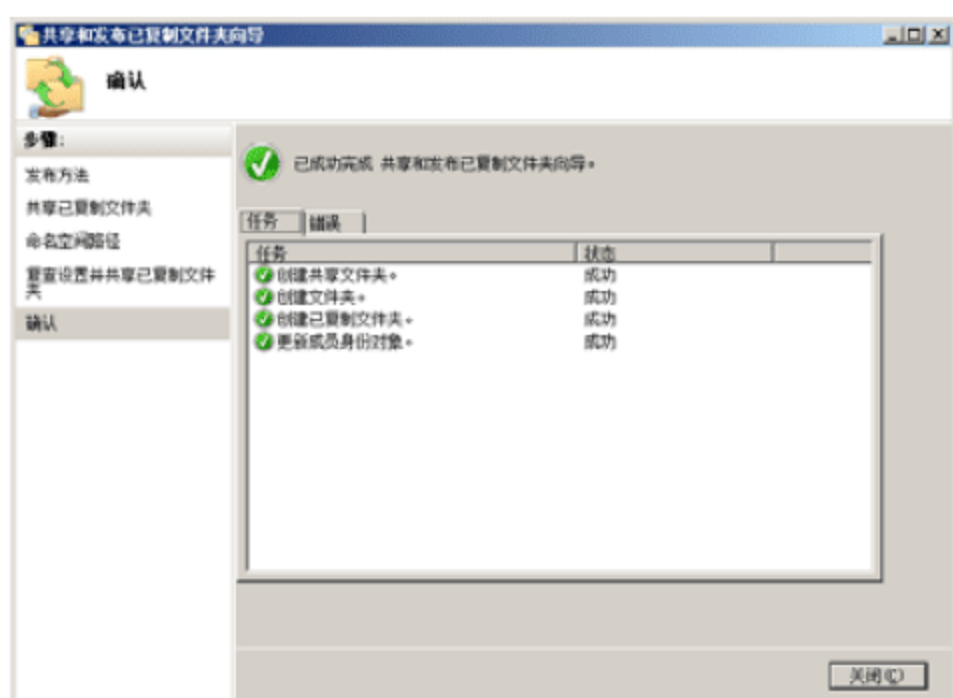 共享和发布已复制文件夹向导
确认
步骤:
发布方法
共享已复制文件夹
命名空间路径
复查设置并共享已复制文件
夹
确认
已成功完成 共享和发布已复制文件夹向导。
任务 错误
任务 状态
创建共享文件夹。 成功
创建文件夹。 成功
创建已复制文件夹。 成功
更新成员身份对象。 成功
关闭(C)